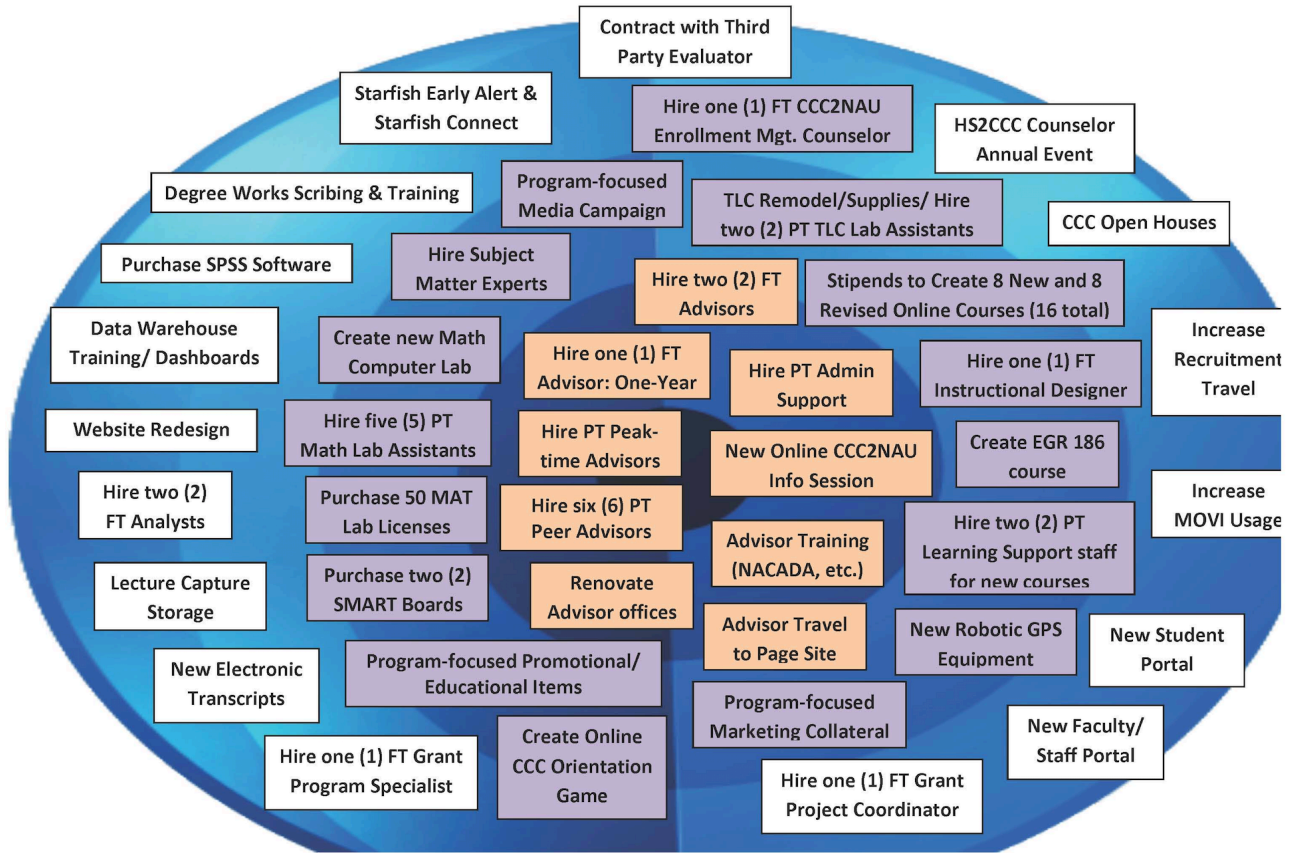 Contract with Third
Party Evaluator
Starfish Early Alert &
Starfish Connect
Hire one (1) FT CCC2NAU
Enrollment Mgt. Counselor
HS2CCC Counselor
Annual Event
Degree Works Scribing & Training
Program-focused
Media Campaign
TLC Remodel/Supplies/ Hire
two (2) PT TLC Lab Assistants
CCC Open Houses
Purchase SPSS Software
Hire Subject
Matter Experts
Hire two (2) FT
Advisors
Stipends to Create 8 New and 8
Revised Online Courses (16 total)
Data Warehouse
Training/ Dashboards
Create new Math
Computer Lab
Hire one (1) FT
Advisor: One-Year
Hire PT Admin
Support
Hire one (1) FT
Instructional Designer
Increase
Recruitment
Travel
Website Redesign
Hire five (5) PT
Math Lab Assistants
Hire PT Peak-
time Advisors
New Online CCC2NAU
Info Session
Create EGR 186
course
Hire two (2)
FT Analysts
Purchase 50 MAT
Lab Licenses
Hire six (6) PT
Peer Advisors
Advisor Training
(NACADA, etc.)
Hire two (2) PT
Learning Support staff
for new courses
Increase
MOVI Usage
Lecture Capture
Storage
Purchase two (2)
SMART Boards
Renovate
Advisor offices
Advisor Travel
to Page Site
New Robotic GPS
Equipment
New Student
Portal
New Electronic
Transcripts
Program-focused Promotional/
Educational Items
Program-focused
Marketing Collateral
New Faculty/
Staff Portal
Hire one (1) FT Grant
Program Specialist
Create Online
CCC Orientation
Game
Hire one (1) FT Grant
Project Coordinator